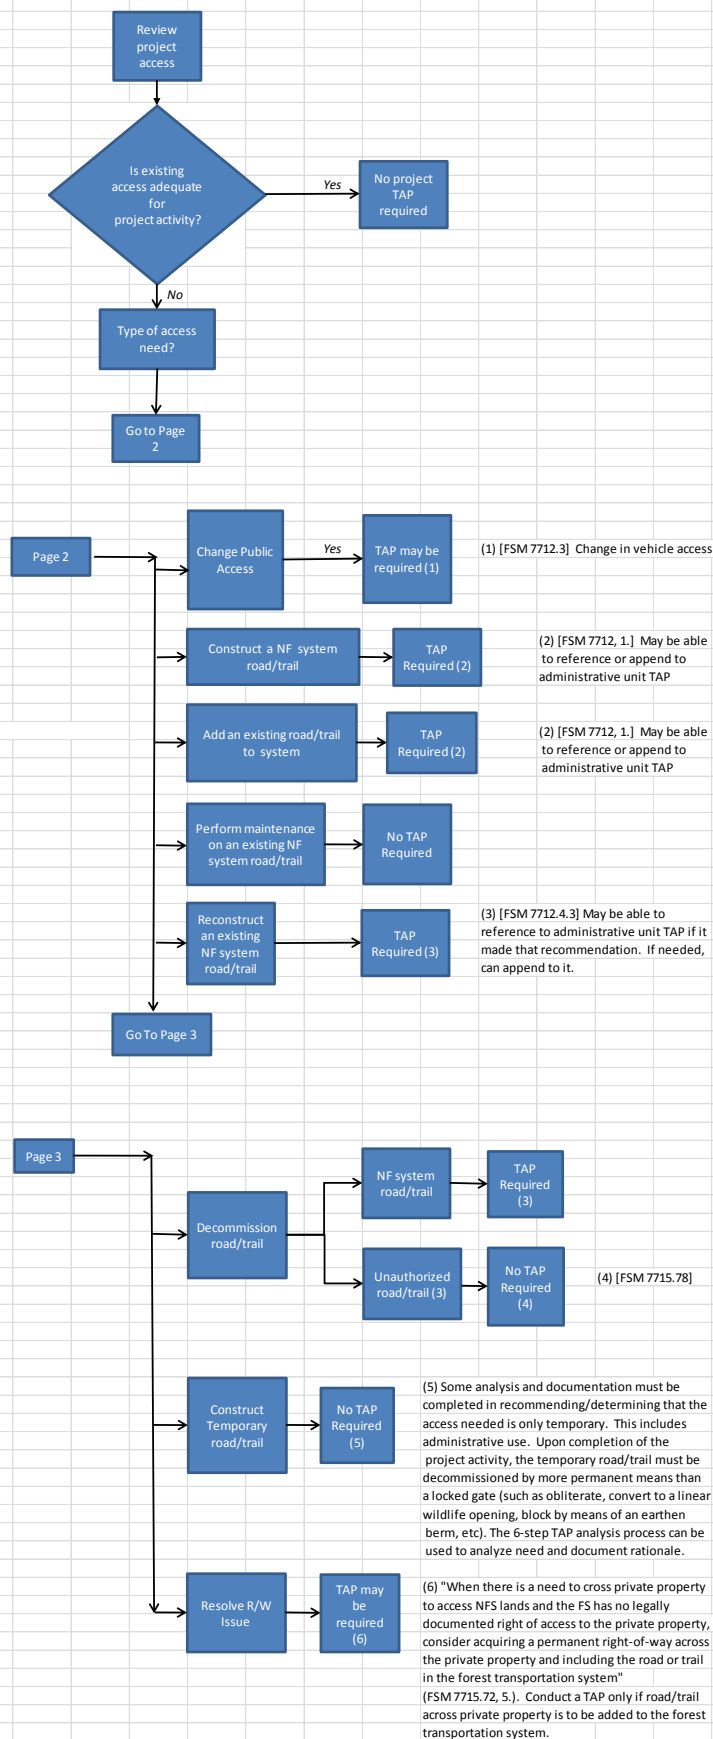 Review
project
access
Is existing
access adequate
for
project activity?
Yes
No project
TAP
required
No
Type of access
need?
Go to Page
2
Page 2
Change Public
Access
Yes
TAP may be
required (1)
(1) [FSM 7712.3]  Change in vehicle access
Construct a NF system
road/trail
TAP
Required (2)
(2) [FSM 7712, 1.]  May be able
to reference or append to
administrative unit TAP
Add an existing road/trail
to system
TAP
Required (2)
(2) [FSM 7712, 1.]  May be able
to reference or append to
administrative unit TAP
Perform maintenance
on an existing NF
system road/trail
No TAP
Required
Reconstruct
an existing
NF system
road/trail
TAP
Required (3)
(3) [FSM 7712.4.3] May be able to
reference to administrative unit TAP if it
made that recommendation.  If needed,
can append to it.
Go To Page 3
Page 3
Decommission
road/trail
NF system
road/trail
TAP
Required
(3)
Unauthorized
road/trail (3)
No TAP
Required
(4)
(4) [FSM 7715.78]
Construct
Temporary
road/trail
No TAP
Required
(5)
(5) Some analysis and documentation must be
completed in recommending/determining that the
access needed is only temporary.  This includes
administrative use.  Upon completion of the
project activity, the temporary road/trail must be
decommissioned by more permanent means than
a locked gate (such as obliterate, convert to a linear
wildlife opening, block by means of an earthen
berm, etc). The 6-step TAP analysis process can be
used to analyze need and document rationale.
Resolve R/W
Issue
TAP may
be
required
(6)
(6) "When there is a need to cross private property
to access NFS lands and the FS has no legally
documented right of access to the private property,
consider acquiring a permanent right-of-way across
the private property and including the road or trail
in the forest transportation system"
(FSM 7715.72, 5.).  Conduct a TAP only if road/trail
across private property is to be added to the forest
transportation system.